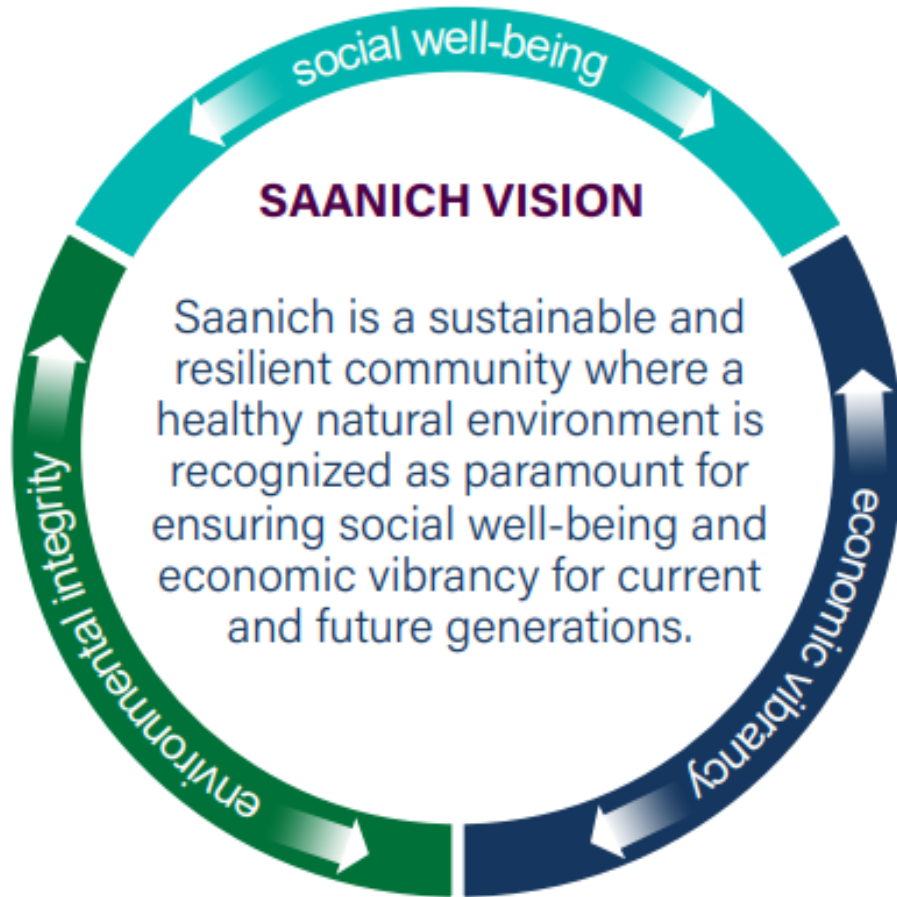 social well-being
SAANICH VISION
Saanich is a sustainable and
resilient community where a
healthy natural environment is
recognized as paramount for
ensuring social well-being and
economic vibrancy for current
and future generations.
environmental integrity
economic vibrancy